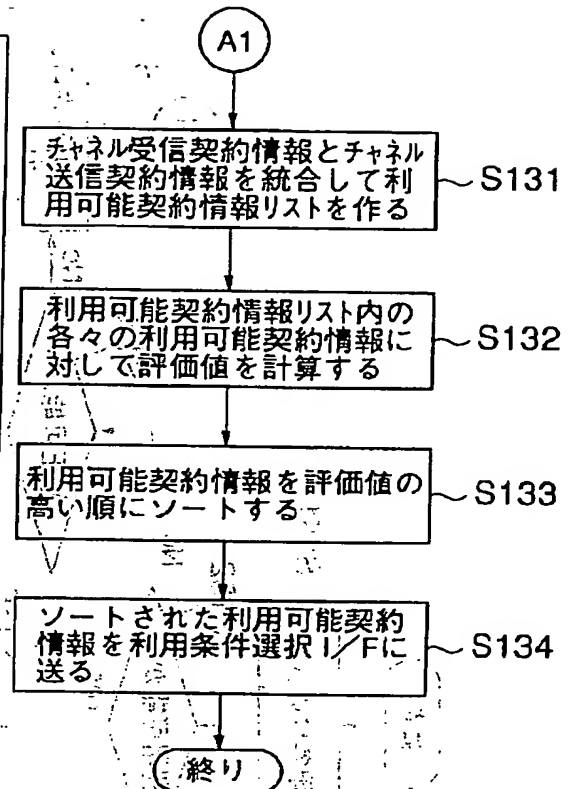 A1
チャネル受信契約情報とチャネル
送信契約情報を統合して利
用可能契約情報リストを作る
S131
利用可能契約情報リスト内の
各々の利用可能契約情報に
対して評価値を計算する
S132
利用可能契約情報を評価値の
高い順にソートする
S133
ソートされた利用可能契約
情報を利用条件選択I/Fに
送る
S134
終り